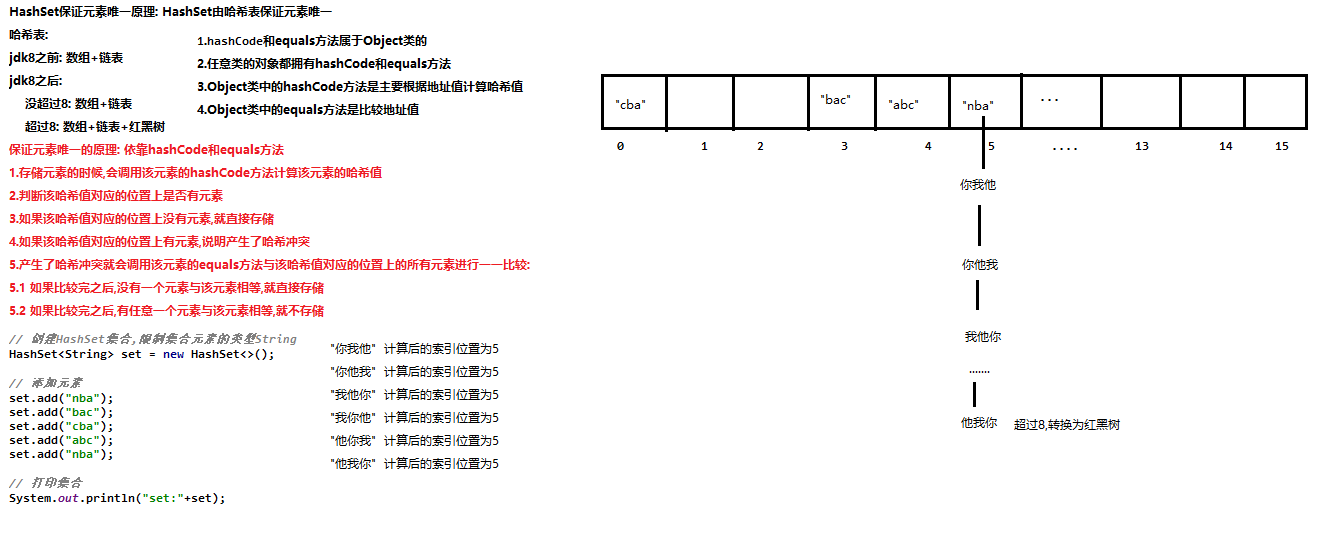 HashSet保证元素唯一原理: HashSet由哈希表保证元素唯一
哈希表:
jdk8之前: 数组+链表
jdk8之后:
没超过8: 数组+链表
超过8: 数组+链表+红黑树
1.hashCode和equals方法属于Object类的
2.任意类的对象都拥有hashCode和equals方法
3.Object类中的hashCode方法是主要根据地址值计算哈希值
4.Object类中的equals方法是比较地址值
保证元素唯一的原理: 依靠hashCode和equals方法
1.存储元素的时候,会调用该元素的hashCode方法计算该元素的哈希值
2.判断该哈希值对应的位置上是否有元素
3.如果该哈希值对应的位置上没有元素,就直接存储
4.如果该哈希值对应的位置上有元素,说明产生了哈希冲突
5.产生了哈希冲突就会调用该元素的equals方法与该哈希值对应的位置上的所有元素进行一一比较:
5.1 如果比较完之后,没有一个元素与该元素相等,就直接存储
5.2 如果比较完之后,有任意一个元素与该元素相等,就不存储
// 创建HashSet集合,限制集合元素的类型String
HashSet<String> set = new HashSet<>();
// 添加元素
set.add("nba");
set.add("bac");
set.add("cba");
set.add("abc");
set.add("nba");
// 打印集合
System.out.println("set:"+set);
"你我他" 计算后的索引位置为5
"你他我" 计算后的索引位置为5
"我他你" 计算后的索引位置为5
"我你他" 计算后的索引位置为5
"他你我" 计算后的索引位置为5
"他我你" 计算后的索引位置为5
"cba" "bac" "abc" "nba" ...
0 1 2 3 4 5 .... 13 14 15
你我他
你他我
我他你
.......
他我你 超过8,转换为红黑树